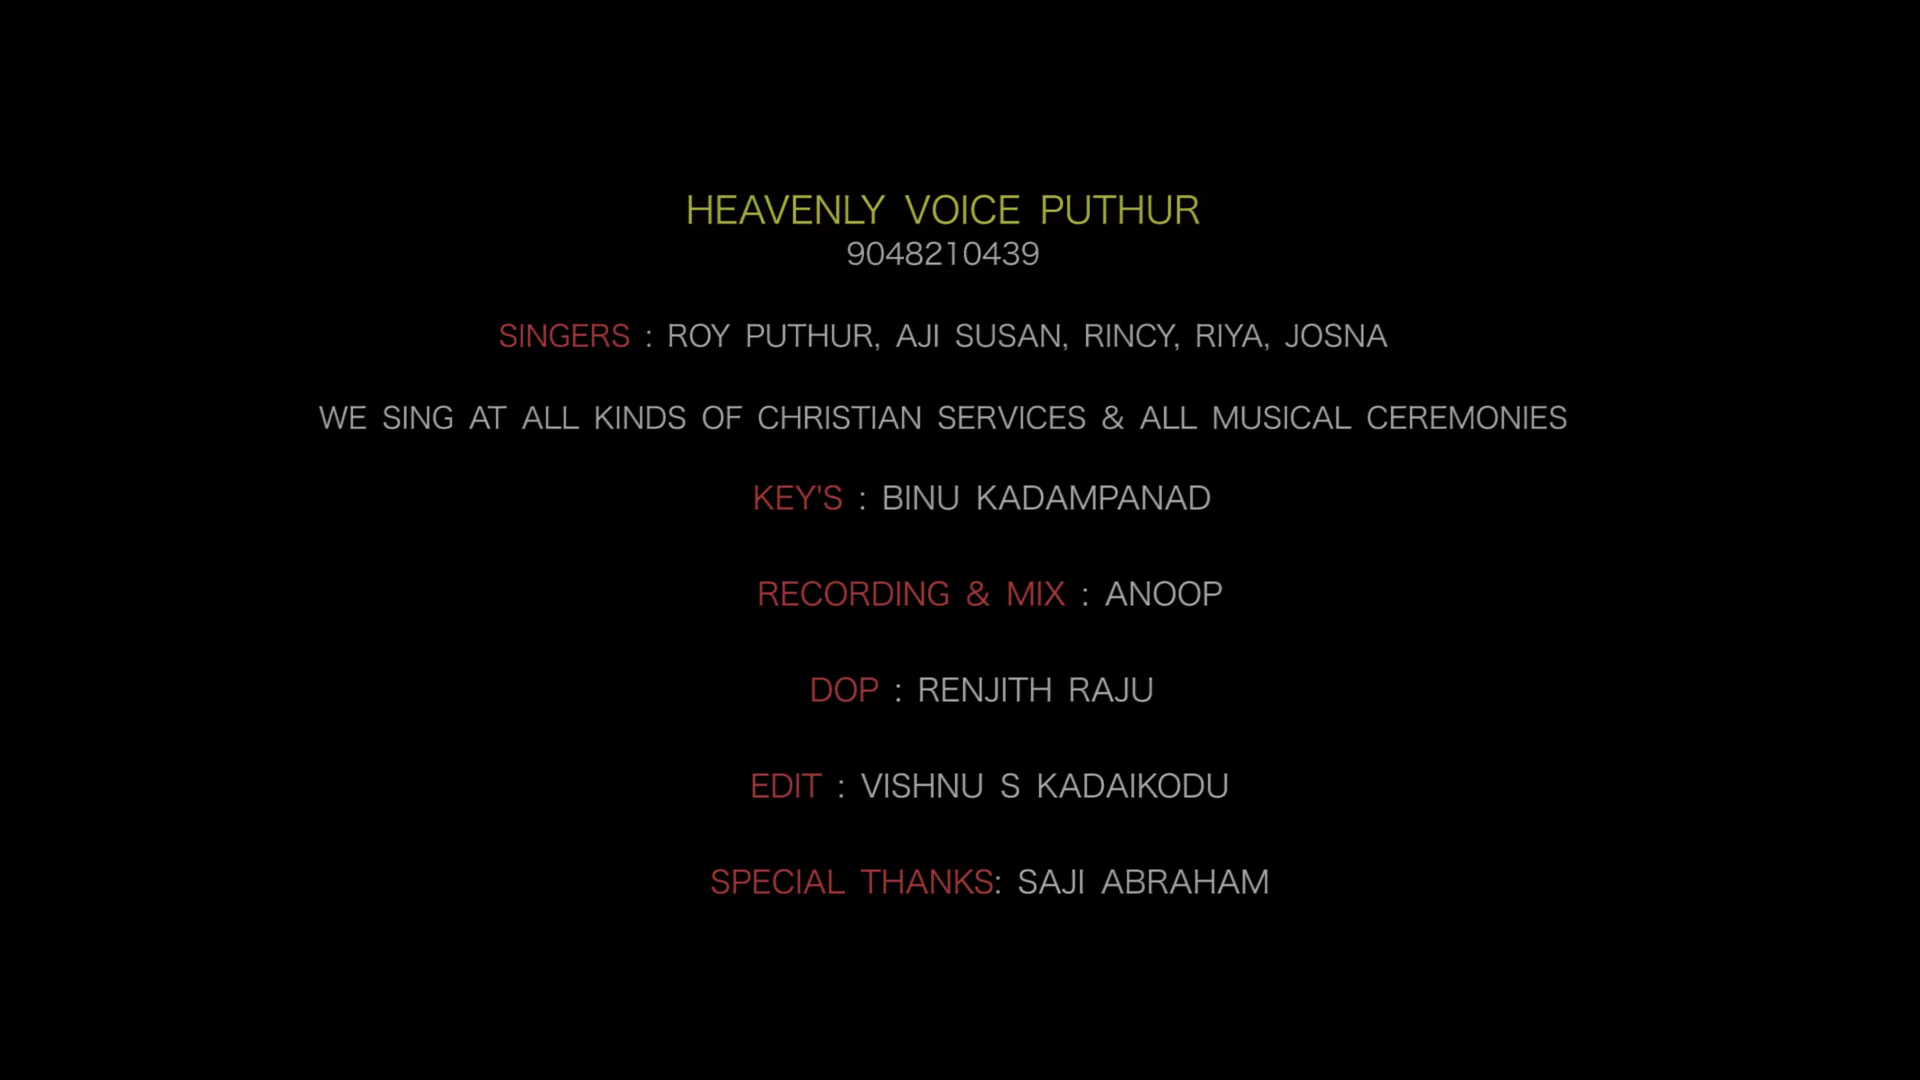 HEAVENLY VOICE PUTHUR
9048210439
SINGERS : ROY PUTHUR, AJI SUSAN, RINCY, RIYA, JOSNA
WE SING AT ALL KINDS OF CHRISTIAN SERVICES & ALL MUSICAL CEREMONIES
KEY'S : BINU KADAMPANAD
RECORDING & MIX : ANOOP
DOP : RENJITH RAJU
EDIT : VISHNU S KADAIKODU
SPECIAL THANKS: SAJI ABRAHAM